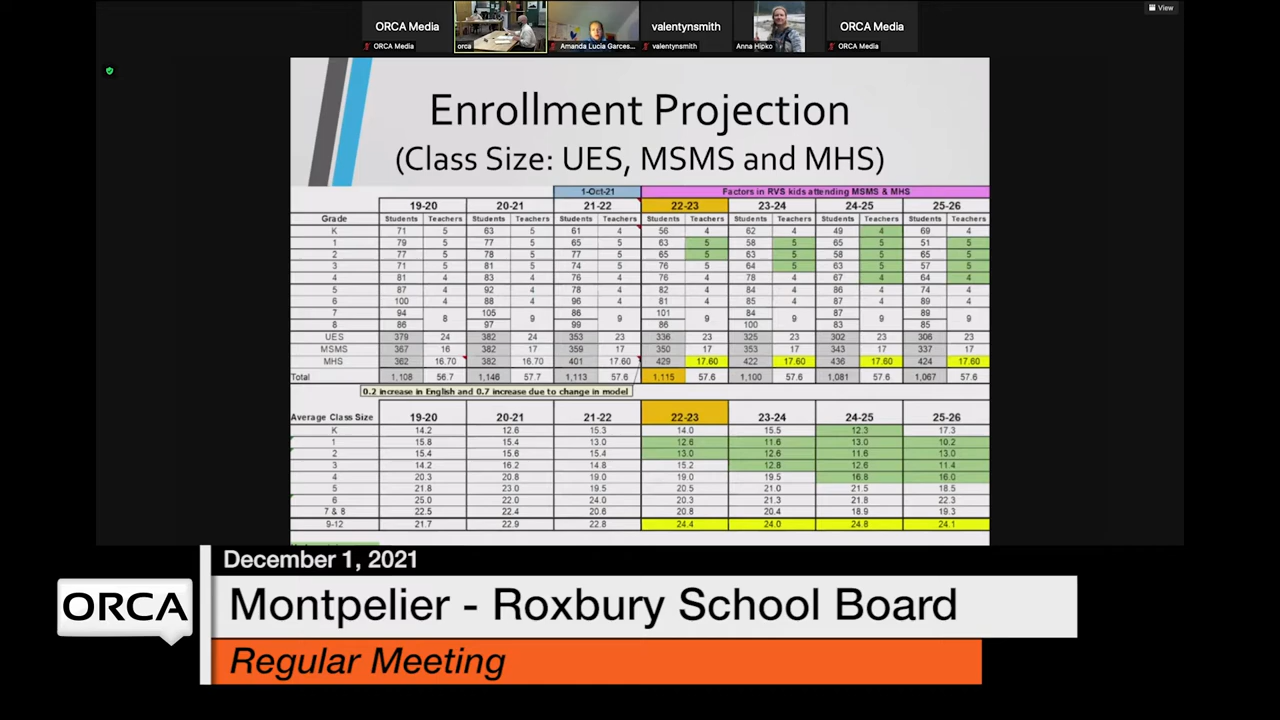 View
ORCA Media
valentynsmith
ORCA Media
ORCA Media
orca
Amanda Lucia Garces...
valentynsmith
Anna Hipko
ORCA Media
Enrollment Projection
(Class Size: UES, MSMS and MHS)
1-Oct-21 Factors in RVS kids attending MSMS & MHS
19-20 20-21 21-22 22-23 23-24 24-25 25-26
Grade Students Teachers Students Teachers Students Teachers Students Teachers Students Teachers Students Teachers Students Teachers
K 71 5 63 5 61 4 56 4 62 4 49 4 69 4
1 79 5 77 5 65 5 63 5 58 5 65 5 51 5
2 77 5 78 5 77 5 65 5 63 5 58 5 65 5
3 71 5 81 5 74 5 76 5 64 5 63 5 57 5
4 81 4 83 4 76 4 76 4 78 4 67 4 64 4
5 87 4 92 4 78 4 82 4 84 4 86 4 74 4
6 100 4 88 4 96 4 81 4 85 4 87 4 89 4
7 94 8 105 9 86 9 101 9 84 9 87 9 89 9
8 86 97 99 86 100 83 85
UES 379 24 382 24 353 23 336 23 325 23 302 23 306 23
MSMS 367 16 382 17 359 17 350 17 353 17 343 17 337 17
MHS 362 16.70 382 16.70 401 17.60 429 17.60 422 17.60 436 17.60 424 17.60
Total 1,108 56.7 1,146 57.7 1,113 57.6 1,115 57.6 1,100 57.6 1,081 57.6 1,067 57.6
0.2 increase in English and 0.7 increase due to change in model
Average Class Size 19-20 20-21 21-22 22-23 23-24 24-25 25-26
K 14.2 12.6 15.3 14.0 15.5 12.3 17.3
1 15.8 15.4 13.0 12.6 11.6 13.0 10.2
2 15.4 15.6 15.4 13.0 12.6 11.6 13.0
3 14.2 16.2 14.8 15.2 12.8 12.6 11.4
4 20.3 20.8 19.0 19.0 19.5 16.8 16.0
5 21.8 23.0 19.5 20.5 21.0 21.5 18.5
6 25.0 22.0 24.0 20.3 21.3 21.8 22.3
7 & 8 22.5 22.4 20.6 20.8 20.4 18.9 19.3
9-12 21.7 22.9 22.8 24.4 24.0 24.8 24.1
December 1, 2021
ORCA
Montpelier - Roxbury School Board
Regular Meeting